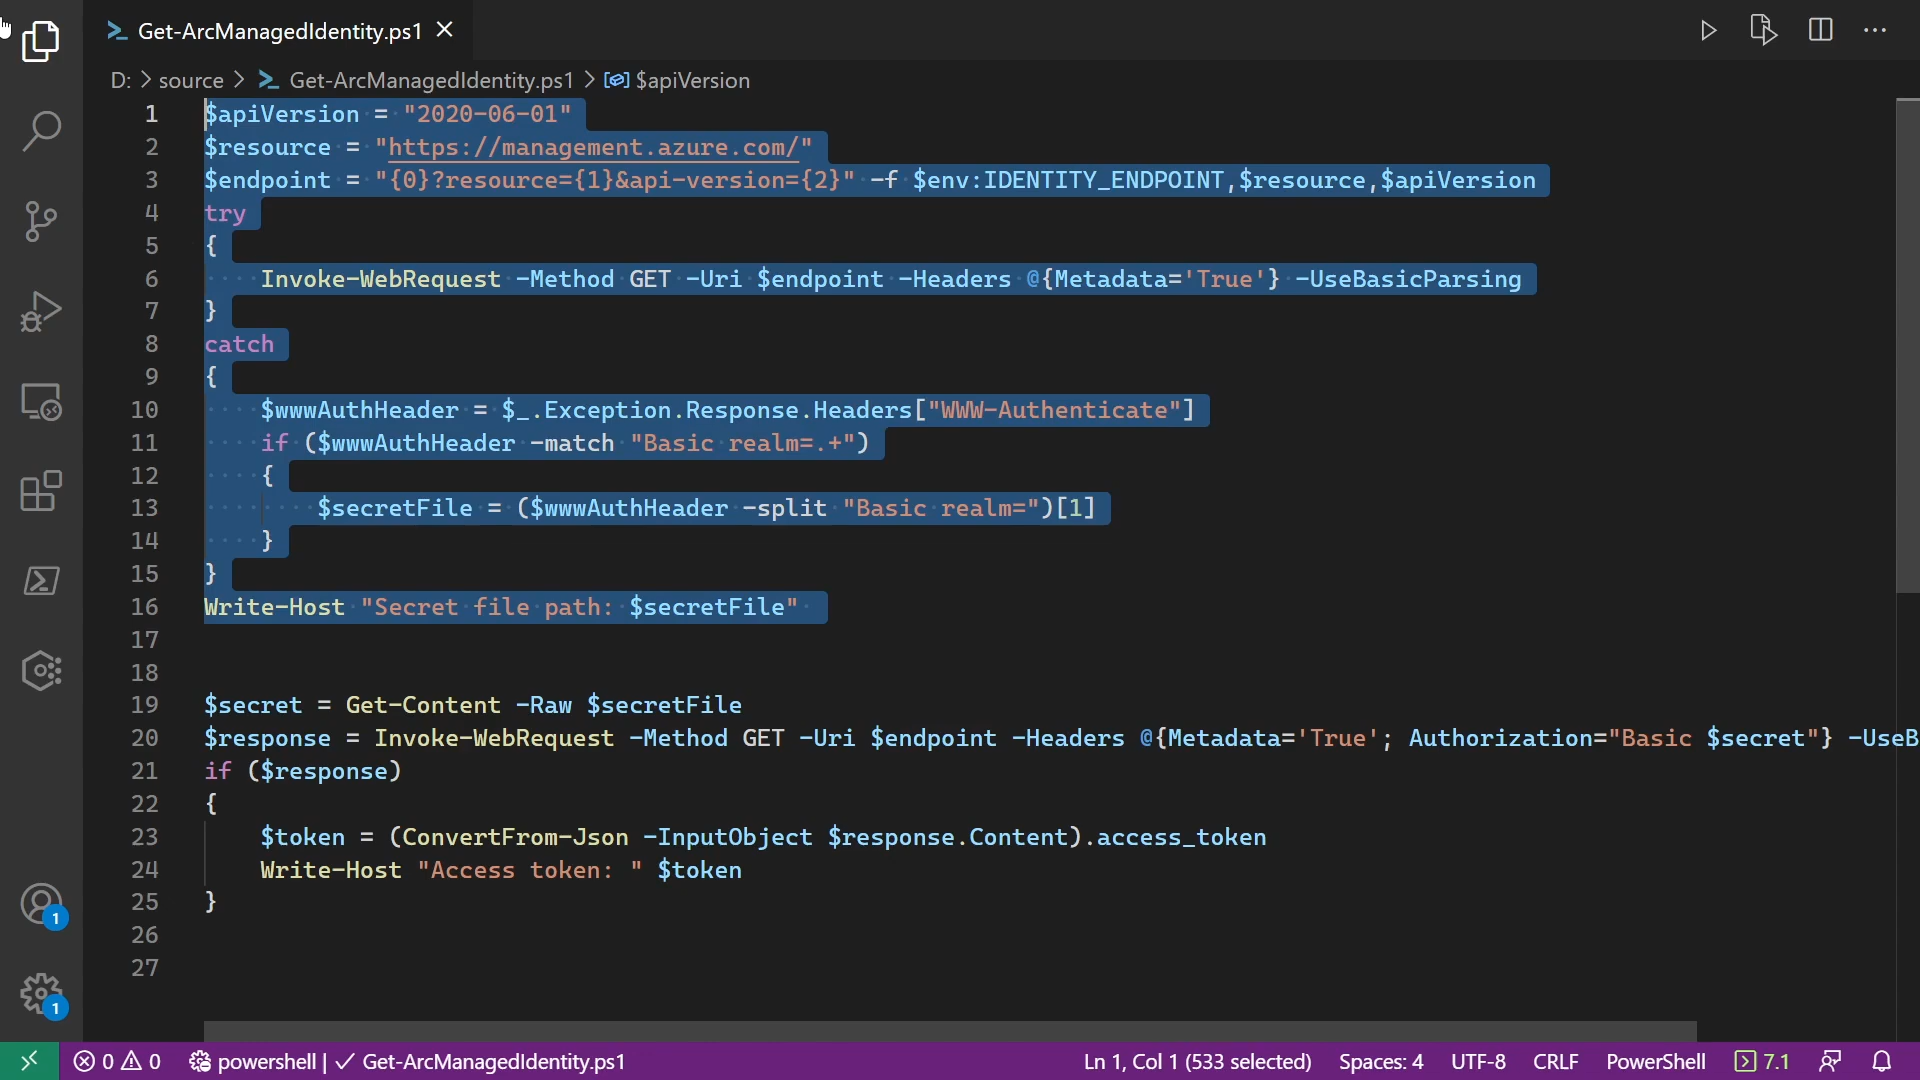 Get-ArcManagedIdentity.ps1
D: > source > Get-ArcManagedIdentity.ps1 > $apiVersion
1 $apiVersion = "2020-06-01"
2 $resource = "https://management.azure.com/"
3 $endpoint = "{0}?resource={1}&api-version={2}" -f $env:IDENTITY_ENDPOINT,$resource,$apiVersion
4 try
5 {
6     Invoke-WebRequest -Method GET -Uri $endpoint -Headers @{Metadata='True'} -UseBasicParsing
7 }
8 catch
9 {
10     $wwwAuthHeader = $_.Exception.Response.Headers["WWW-Authenticate"]
11     if ($wwwAuthHeader -match "Basic realm=.+")
12     {
13         $secretFile = ($wwwAuthHeader -split "Basic realm=")[1]
14     }
15 }
16 Write-Host "Secret file path: $secretFile"
17
18
19 $secret = Get-Content -Raw $secretFile
20 $response = Invoke-WebRequest -Method GET -Uri $endpoint -Headers @{Metadata='True'; Authorization="Basic $secret"} -UseB
21 if ($response)
22 {
23     $token = (ConvertFrom-Json -InputObject $response.Content).access_token
24     Write-Host "Access token: " $token
25 }
26
27
1
1
0 0 powershell | ✓ Get-ArcManagedIdentity.ps1 Ln 1, Col 1 (533 selected) Spaces: 4 UTF-8 CRLF PowerShell 7.1